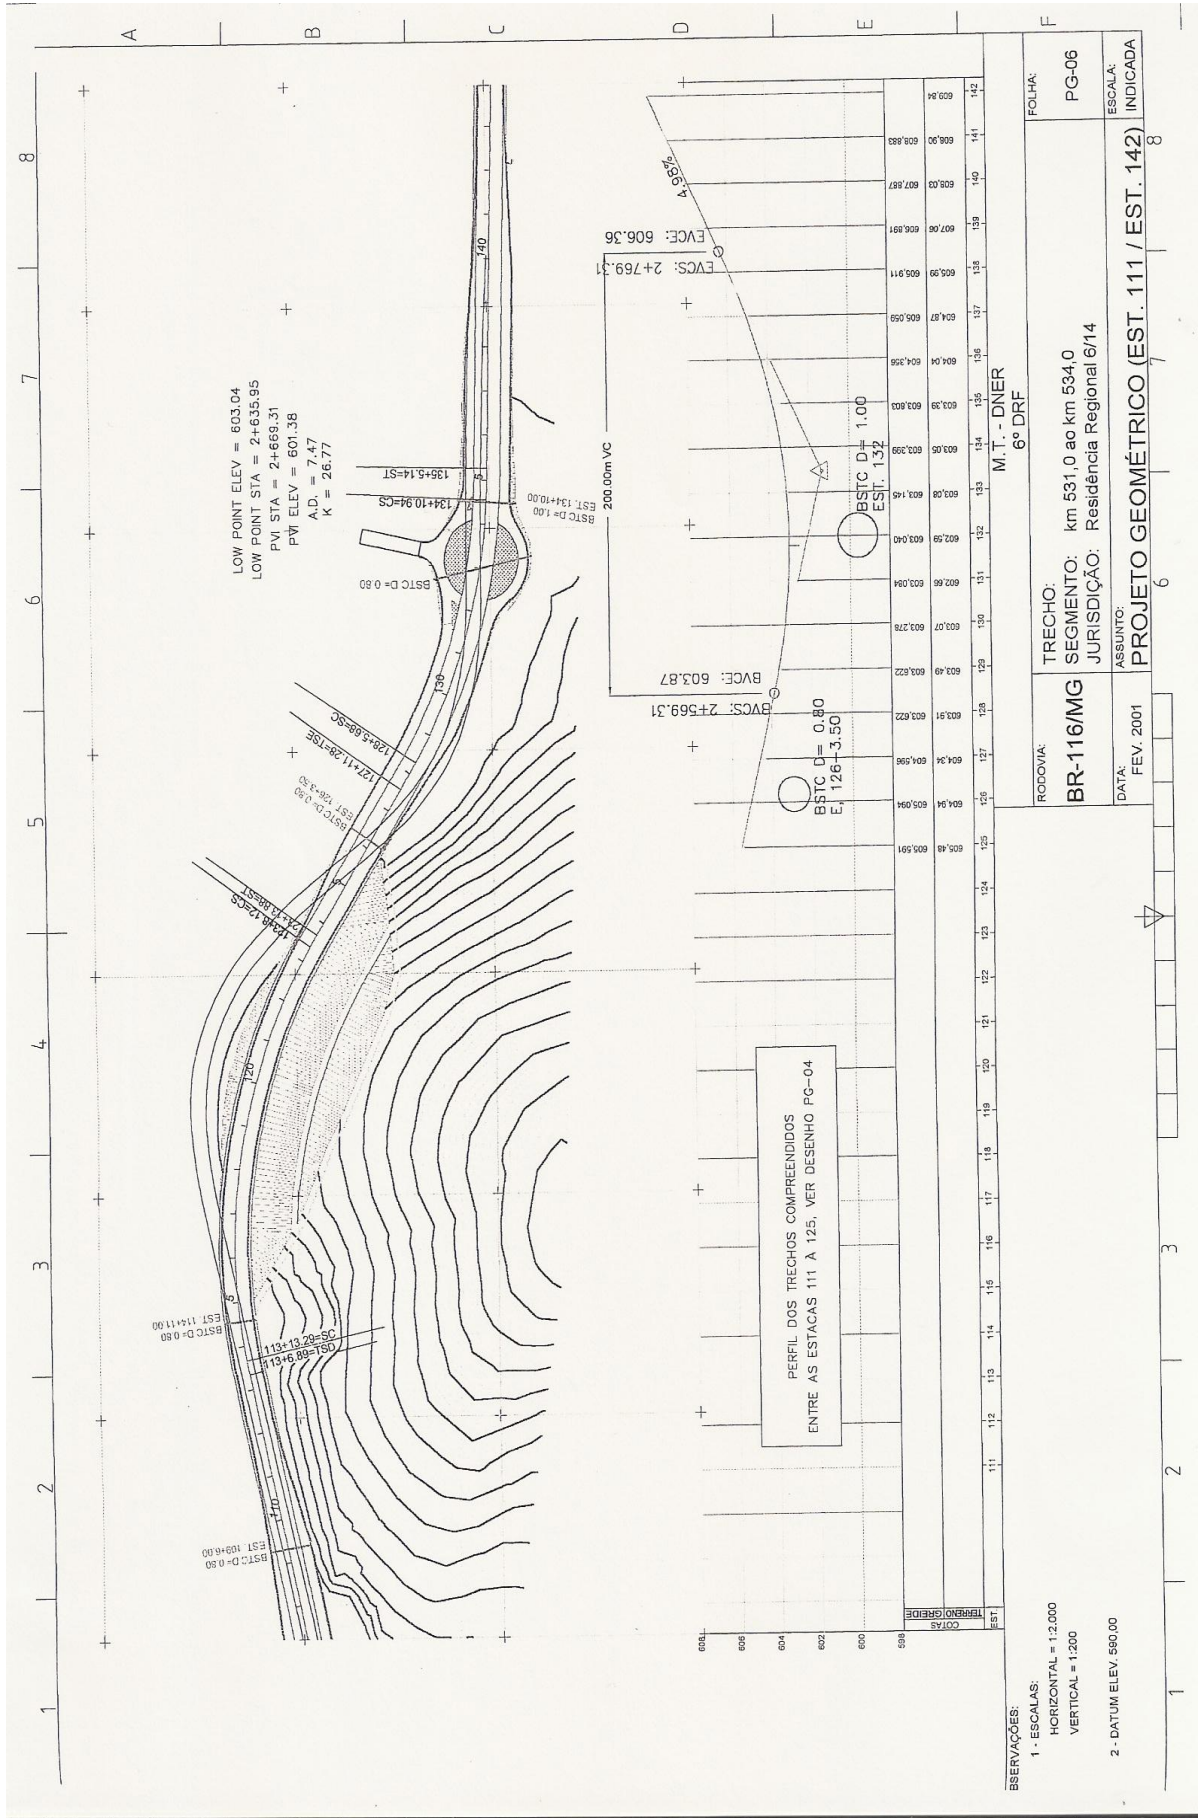 A
B
C
D
E
F
8
7
6
5
4
3
2
1
LOW POINT ELEV = 603.04
LOW POINT STA = 2+635.95
PVI STA = 2+669.31
PVI ELEV = 601.38
A.D. = 7.47
K = 26.77
135+5.14=ST
134+10.94=CS
BSTC D= 1.00
EST. 134+10.00
BSTC D= 0.80
140
130
120
110
5
5
5
128+5.68=SC
127+11.28=TSE
BSTC D= 0.80
EST 126-3.50
123+8.12=CS
BSTC D= 0.80
EST. 114+11.00
113+13.29=SC
113+6.89=TSD
BSTC D= 0.80
EST. 109+6.00
4.98%
EVCE: 606.36
EVCS: 2+769.31
200.00m VC
BVCE: 603.87
BVCS: 2+569.31
BSTC D= 1.00
EST. 132
BSTC D= 0.80
E, 126-3.50
PERFIL DOS TRECHOS COMPREENDIDOS
ENTRE AS ESTACAS 111 À 125, VER DESENHO PG-04
608
606
604
602
600
598
COTAS
GREIDE
605,591
605,094
604,596
603,622
603,278
603,084
603,040
603,145
603,399
603,603
604,356
605,059
605,911
606,891
607,887
608,883
TERRENO
605,48
604,94
604,34
603,91
603,49
603,07
602,66
602,59
603,08
603,05
603,39
604,04
604,87
605,99
607,06
608,03
608,90
609,84
EST.
111
112
113
114
115
116
117
118
119
120
121
122
123
124
125
126
127
128
129
130
131
132
133
134
135
136
137
138
139
140
141
142
M.T. - DNER
6º DRF
RODOVIA:
BR-116/MG
TRECHO:
SEGMENTO: km 531,0 ao km 534,0
JURISDIÇÃO: Residência Regional 6/14
FOLHA:
PG-06
DATA:
FEV. 2001
ASSUNTO:
PROJETO GEOMÉTRICO (EST. 111 / EST. 142)
ESCALA:
INDICADA
BSERVAÇÕES:
1 - ESCALAS:
HORIZONTAL = 1:2.000
VERTICAL = 1:200
2 - DATUM ELEV. 590,00
1
2
3
5
6
7
8